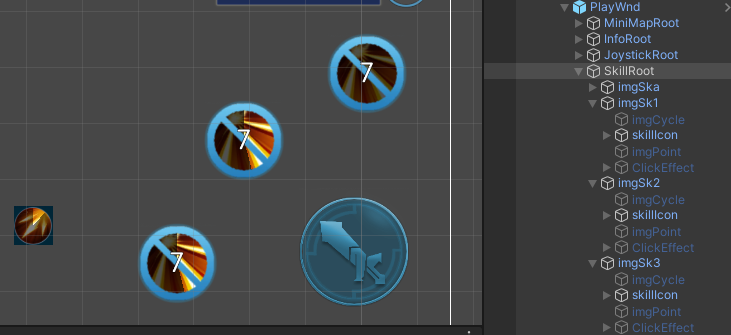 7
7
7
PlayWnd
MiniMapRoot
InfoRoot
JoystickRoot
SkillRoot
imgSka
imgSk1
imgCycle
skillIcon
imgPoint
ClickEffect
imgSk2
imgCycle
skillIcon
imgPoint
ClickEffect
imgSk3
imgCycle
skillIcon
imgPoint
ClickEffect